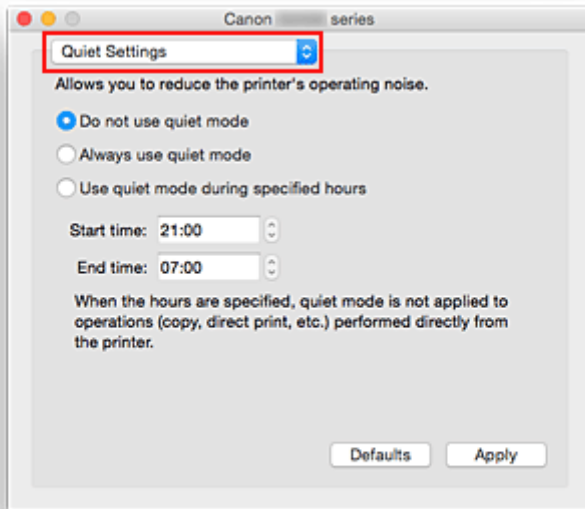 Canon series
Quiet Settings
Allows you to reduce the printer's operating noise.
Do not use quiet mode
Always use quiet mode
Use quiet mode during specified hours
Start time: 21:00
End time: 07:00
When the hours are specified, quiet mode is not applied to
operations (copy, direct print, etc.) performed directly from
the printer.
Defaults Apply